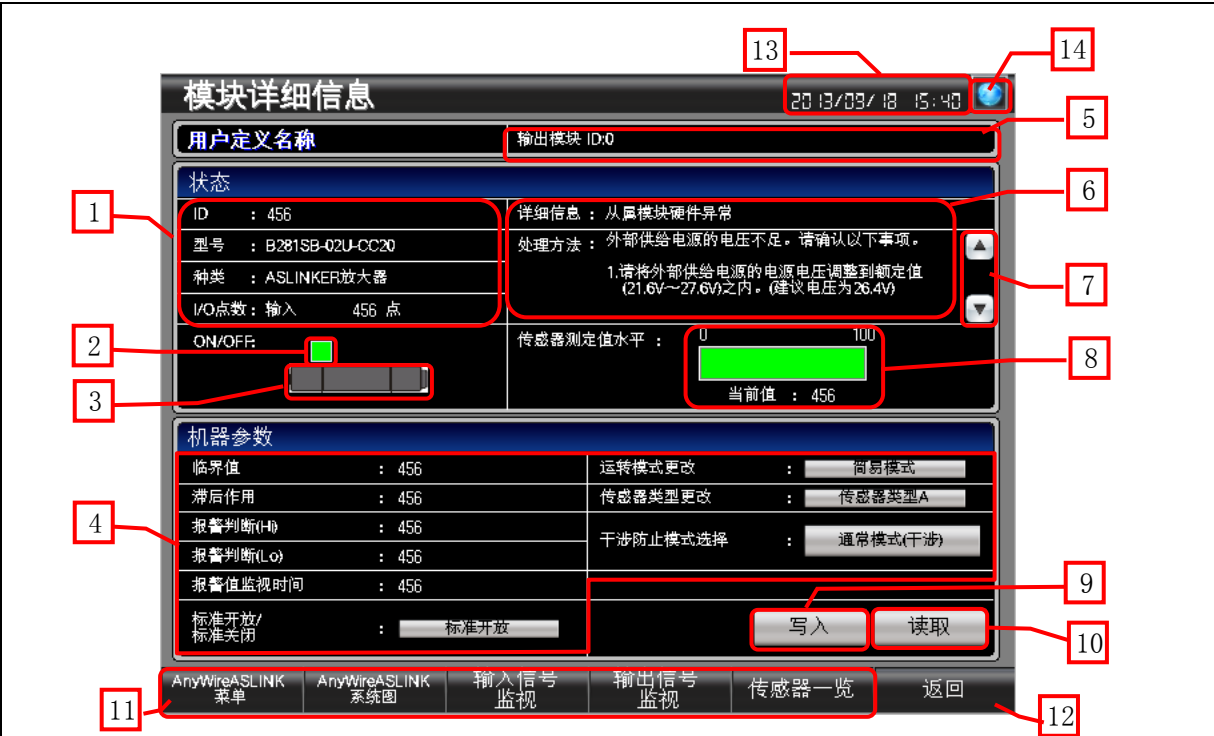 13
14
模块详细信息
2013/09/18 15:40
5
用户定义名称
输出模块 ID:0
状态
6
1
ID : 456
详细信息 : 从属模块硬件异常
型号 : B281SB-02U-CC20
处理方法 : 外部供给电源的电压不足。请确认以下事项。
种类 : ASLINKER放大器
1.请将外部供给电源的电源电压调整到额定值
(21.6V～27.6V)之内。(建议电压为26.4V)
7
I/O点数 : 输入 456 点
2
ON/OFF:
传感器测定值水平 :
0 100
8
3
当前值 : 456
机器参数
临界值 : 456
运转模式更改 : 简易模式
滞后作用 : 456
传感器类型更改 : 传感器类型A
4
报警判断(Hi) : 456
干涉防止模式选择 : 通常模式(干涉)
报警判断(Lo) : 456
报警值监视时间 : 456
9
标准开放/
标准关闭 : 标准开放
写入
读取
10
AnyWireASLINK
菜单
AnyWireASLINK
系统图
输入信号
监视
输出信号
监视
传感器一览
返回
11
12